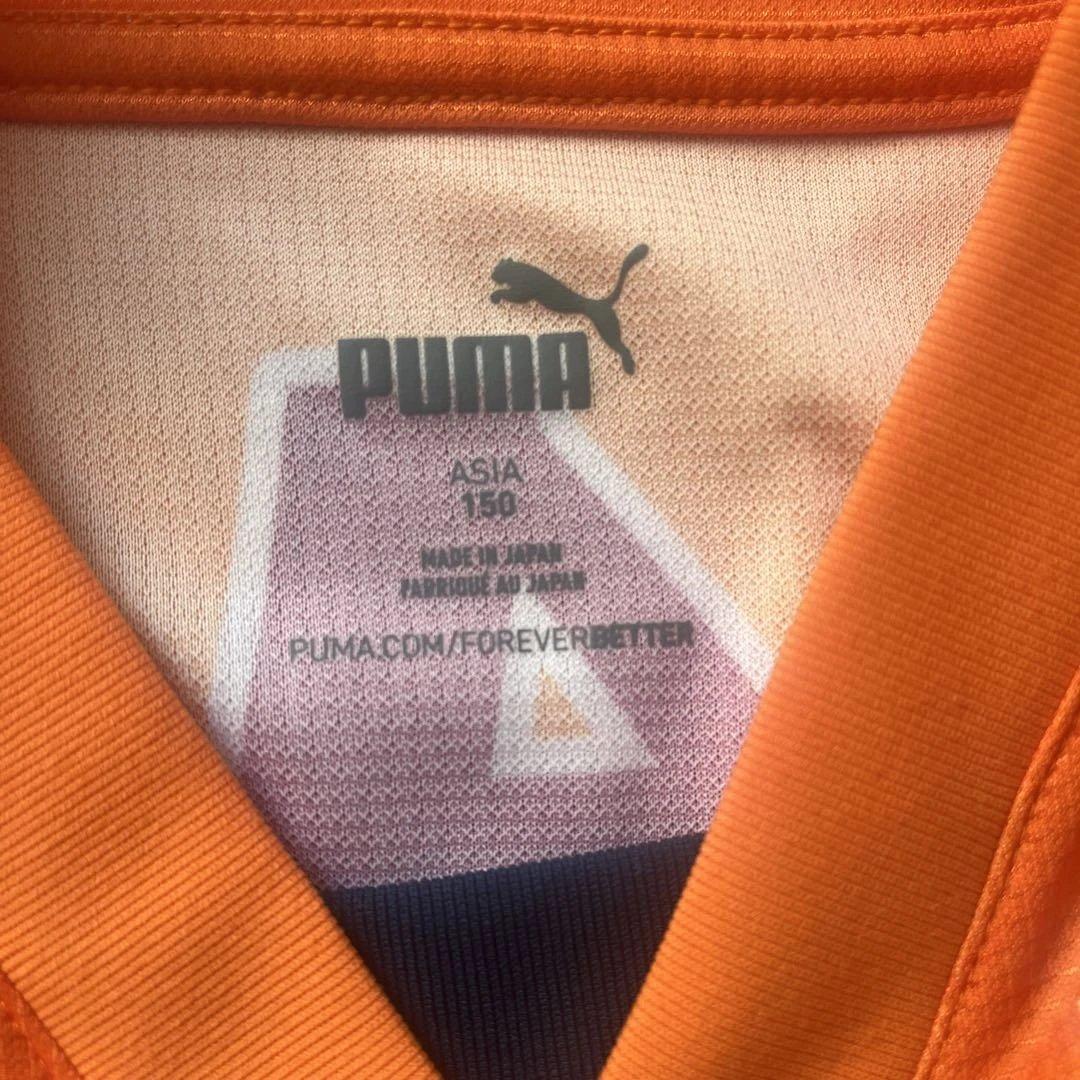 PUMA
ASIA
150
MADE IN JAPAN
FABRIQUÉ AU JAPAN
PUMA.COM/FOREVERBETTER